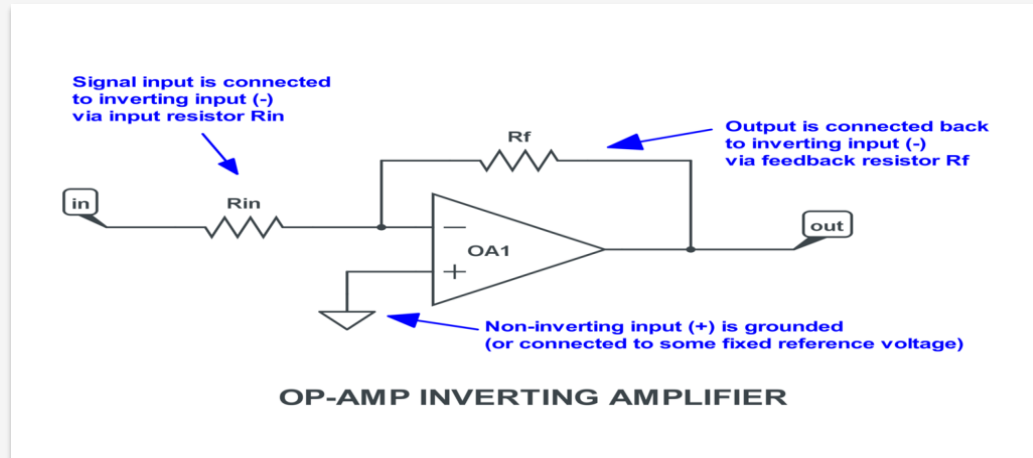 Signal input is connected
to inverting input (-)
via input resistor Rin
Rf
Output is connected back
to inverting input (-)
via feedback resistor Rf
in
Rin
−
OA1
+
out
Non-inverting input (+) is grounded
(or connected to some fixed reference voltage)
OP-AMP INVERTING AMPLIFIER